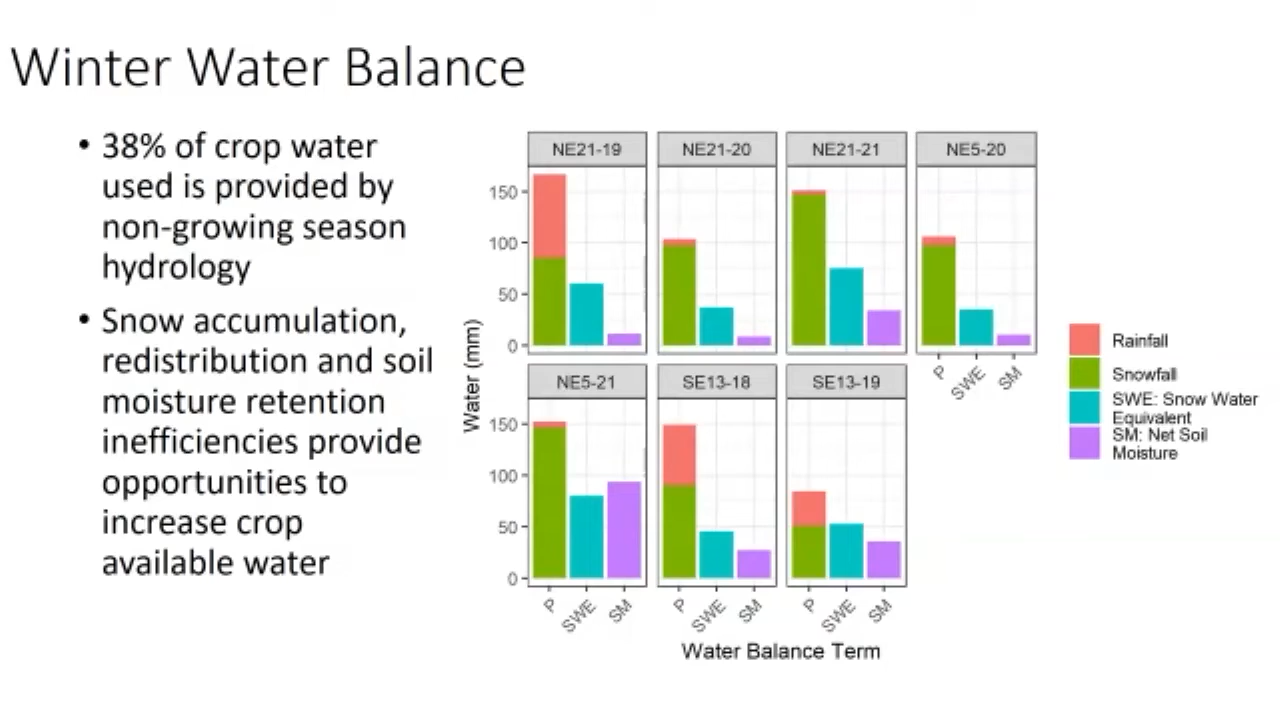 Winter Water Balance
• 38% of crop water
used is provided by
non-growing season
hydrology
• Snow accumulation,
redistribution and soil
moisture retention
inefficiencies provide
opportunities to
increase crop
available water
NE21-19
NE21-20
NE21-21
NE5-20
150
100
50
0
P
SWE
SM
Water (mm)
NE5-21
SE13-18
SE13-19
150
100
50
0
P
SWE
SM
P
SWE
SM
P
SWE
SM
Water Balance Term
Rainfall
Snowfall
SWE: Snow Water
Equivalent
SM: Net Soil
Moisture